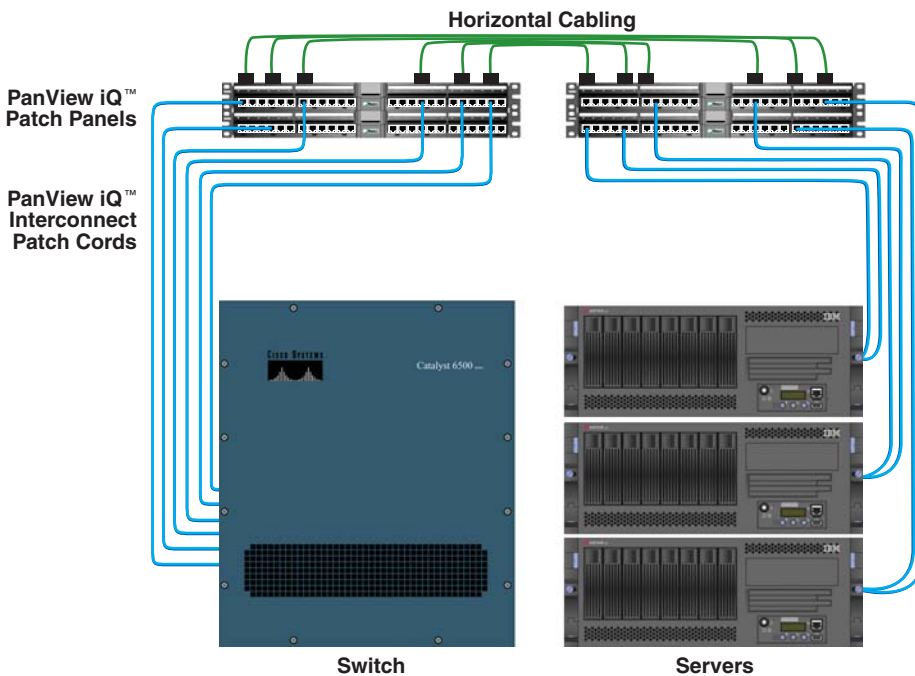 Horizontal Cabling
PanView iQ™
Patch Panels
PanView iQ™
Interconnect
Patch Cords
CISCO SYSTEMS
Catalyst 6500
IBM
IBM
IBM
Switch
Servers